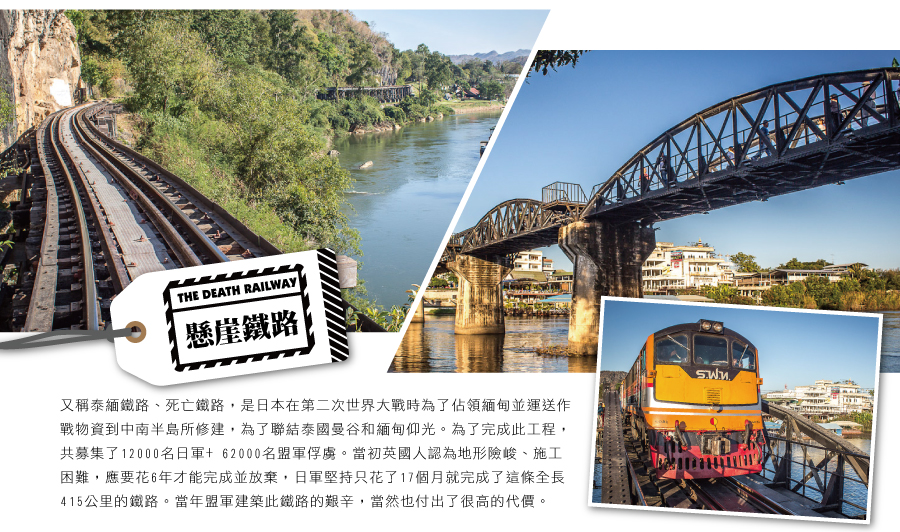 THE DEATH RAILWAY
懸崖鐵路
รฟท
又稱泰緬鐵路、死亡鐵路，是日本在第二次世界大戰時為了佔領緬甸並運送作
戰物資到中南半島所修建，為了聯結泰國曼谷和緬甸仰光。為了完成此工程，
共募集了12000名日軍+ 62000名盟軍俘虜。當初英國人認為地形險峻、施工
困難，應要花6年才能完成並放棄，日軍堅持只花了17個月就完成了這條全長
415公里的鐵路。當年盟軍建築此鐵路的艱辛，當然也付出了很高的代價。